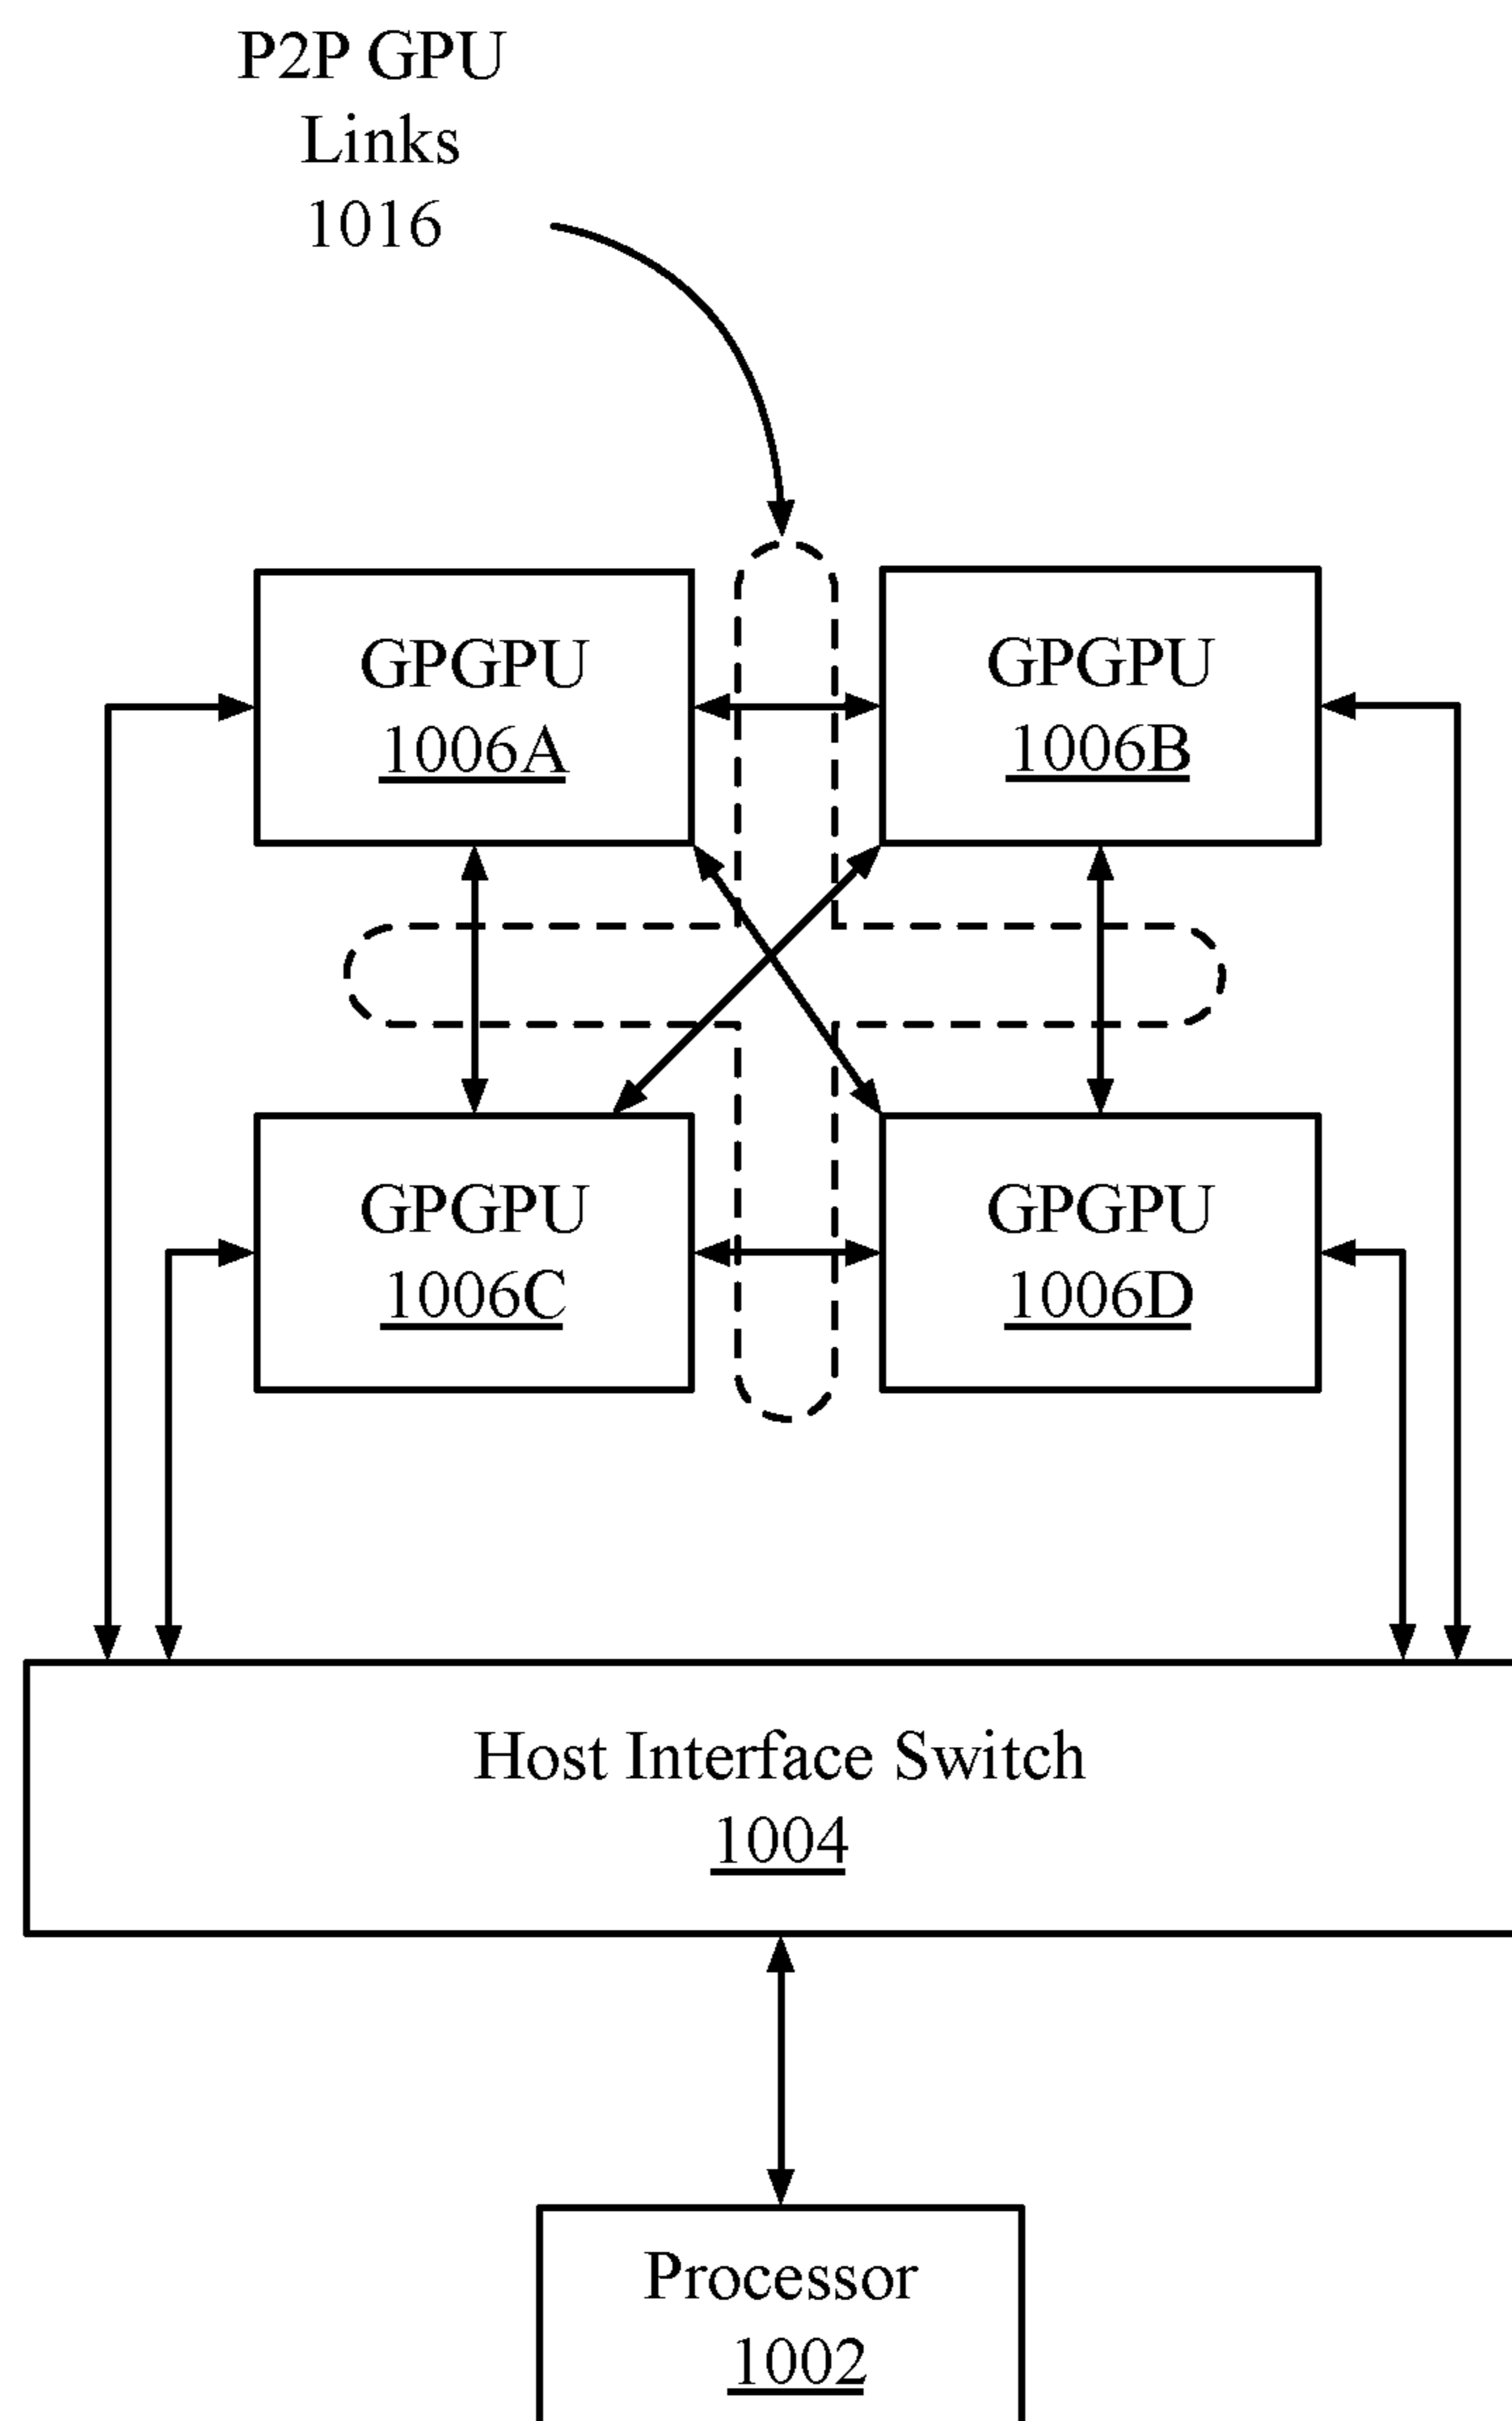 P2P GPU
Links
1016
GPGPU
1006A
GPGPU
1006B
GPGPU
1006C
GPGPU
1006D
Host Interface Switch
1004
Processor
1002